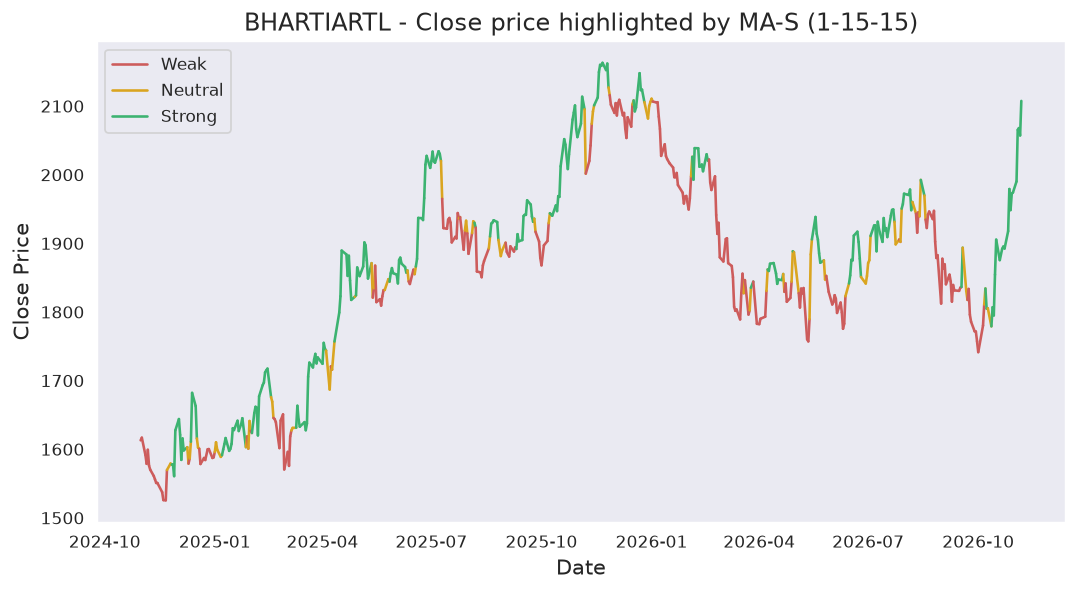 BHARTIARTL - Close price highlighted by MA-S (1-15-15)
Weak
Neutral
Strong
Close Price
2100
2000
1900
1800
1700
1600
1500
2024-10 2025-01 2025-04 2025-07 2025-10 2026-01 2026-04 2026-07 2026-10
Date